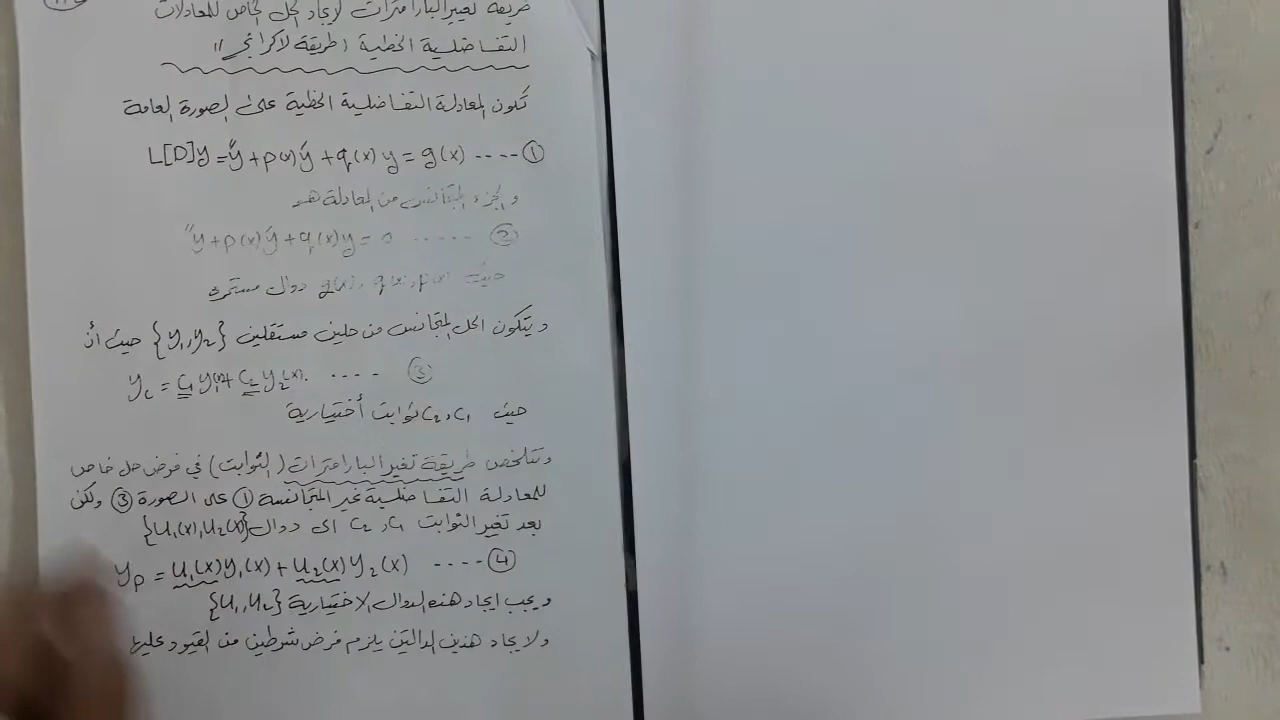 طريقة تغير البارامترات لإيجاد الحل الخاص للمعادلات
التفاضلية الخطية (طريقة لاكرانج)"
تكون المعادلة التفاضلية الخطية على الصورة العامة
L[D]y = y" + p(x)y' + q(x)y = g(x) ---- ①
والجزء المتجانس من المعادلة هو
y" + p(x)y' + q(x)y = 0 ..... ②
حيث p(x), q(x), g(x) دوال مستمرة
ويتكون الحل المتجانس من حلين مستقلين {y₁, y₂} حيث أن
y_c = c₁y₁(x) + c₂y₂(x). .... ③
حيث c₁, c₂ ثوابت أختيارية
وتتلخص طريقة تغير البارامترات (الثوابت) في فرض حل خاص
للمعادلة التفاضلية غير المتجانسة ① على الصورة ③ ولكن
بعد تغير الثوابت c₁, c₂ الى دوال {u₁(x), u₂(x)}
y_p = u₁(x)y₁(x) + u₂(x)y₂(x) ---- ④
ويجب ايجاد هذه الدوال الاختيارية {u₁, u₂}
ولايجاد هذين الدالتين يلزم فرض شرطين من القيود عليها